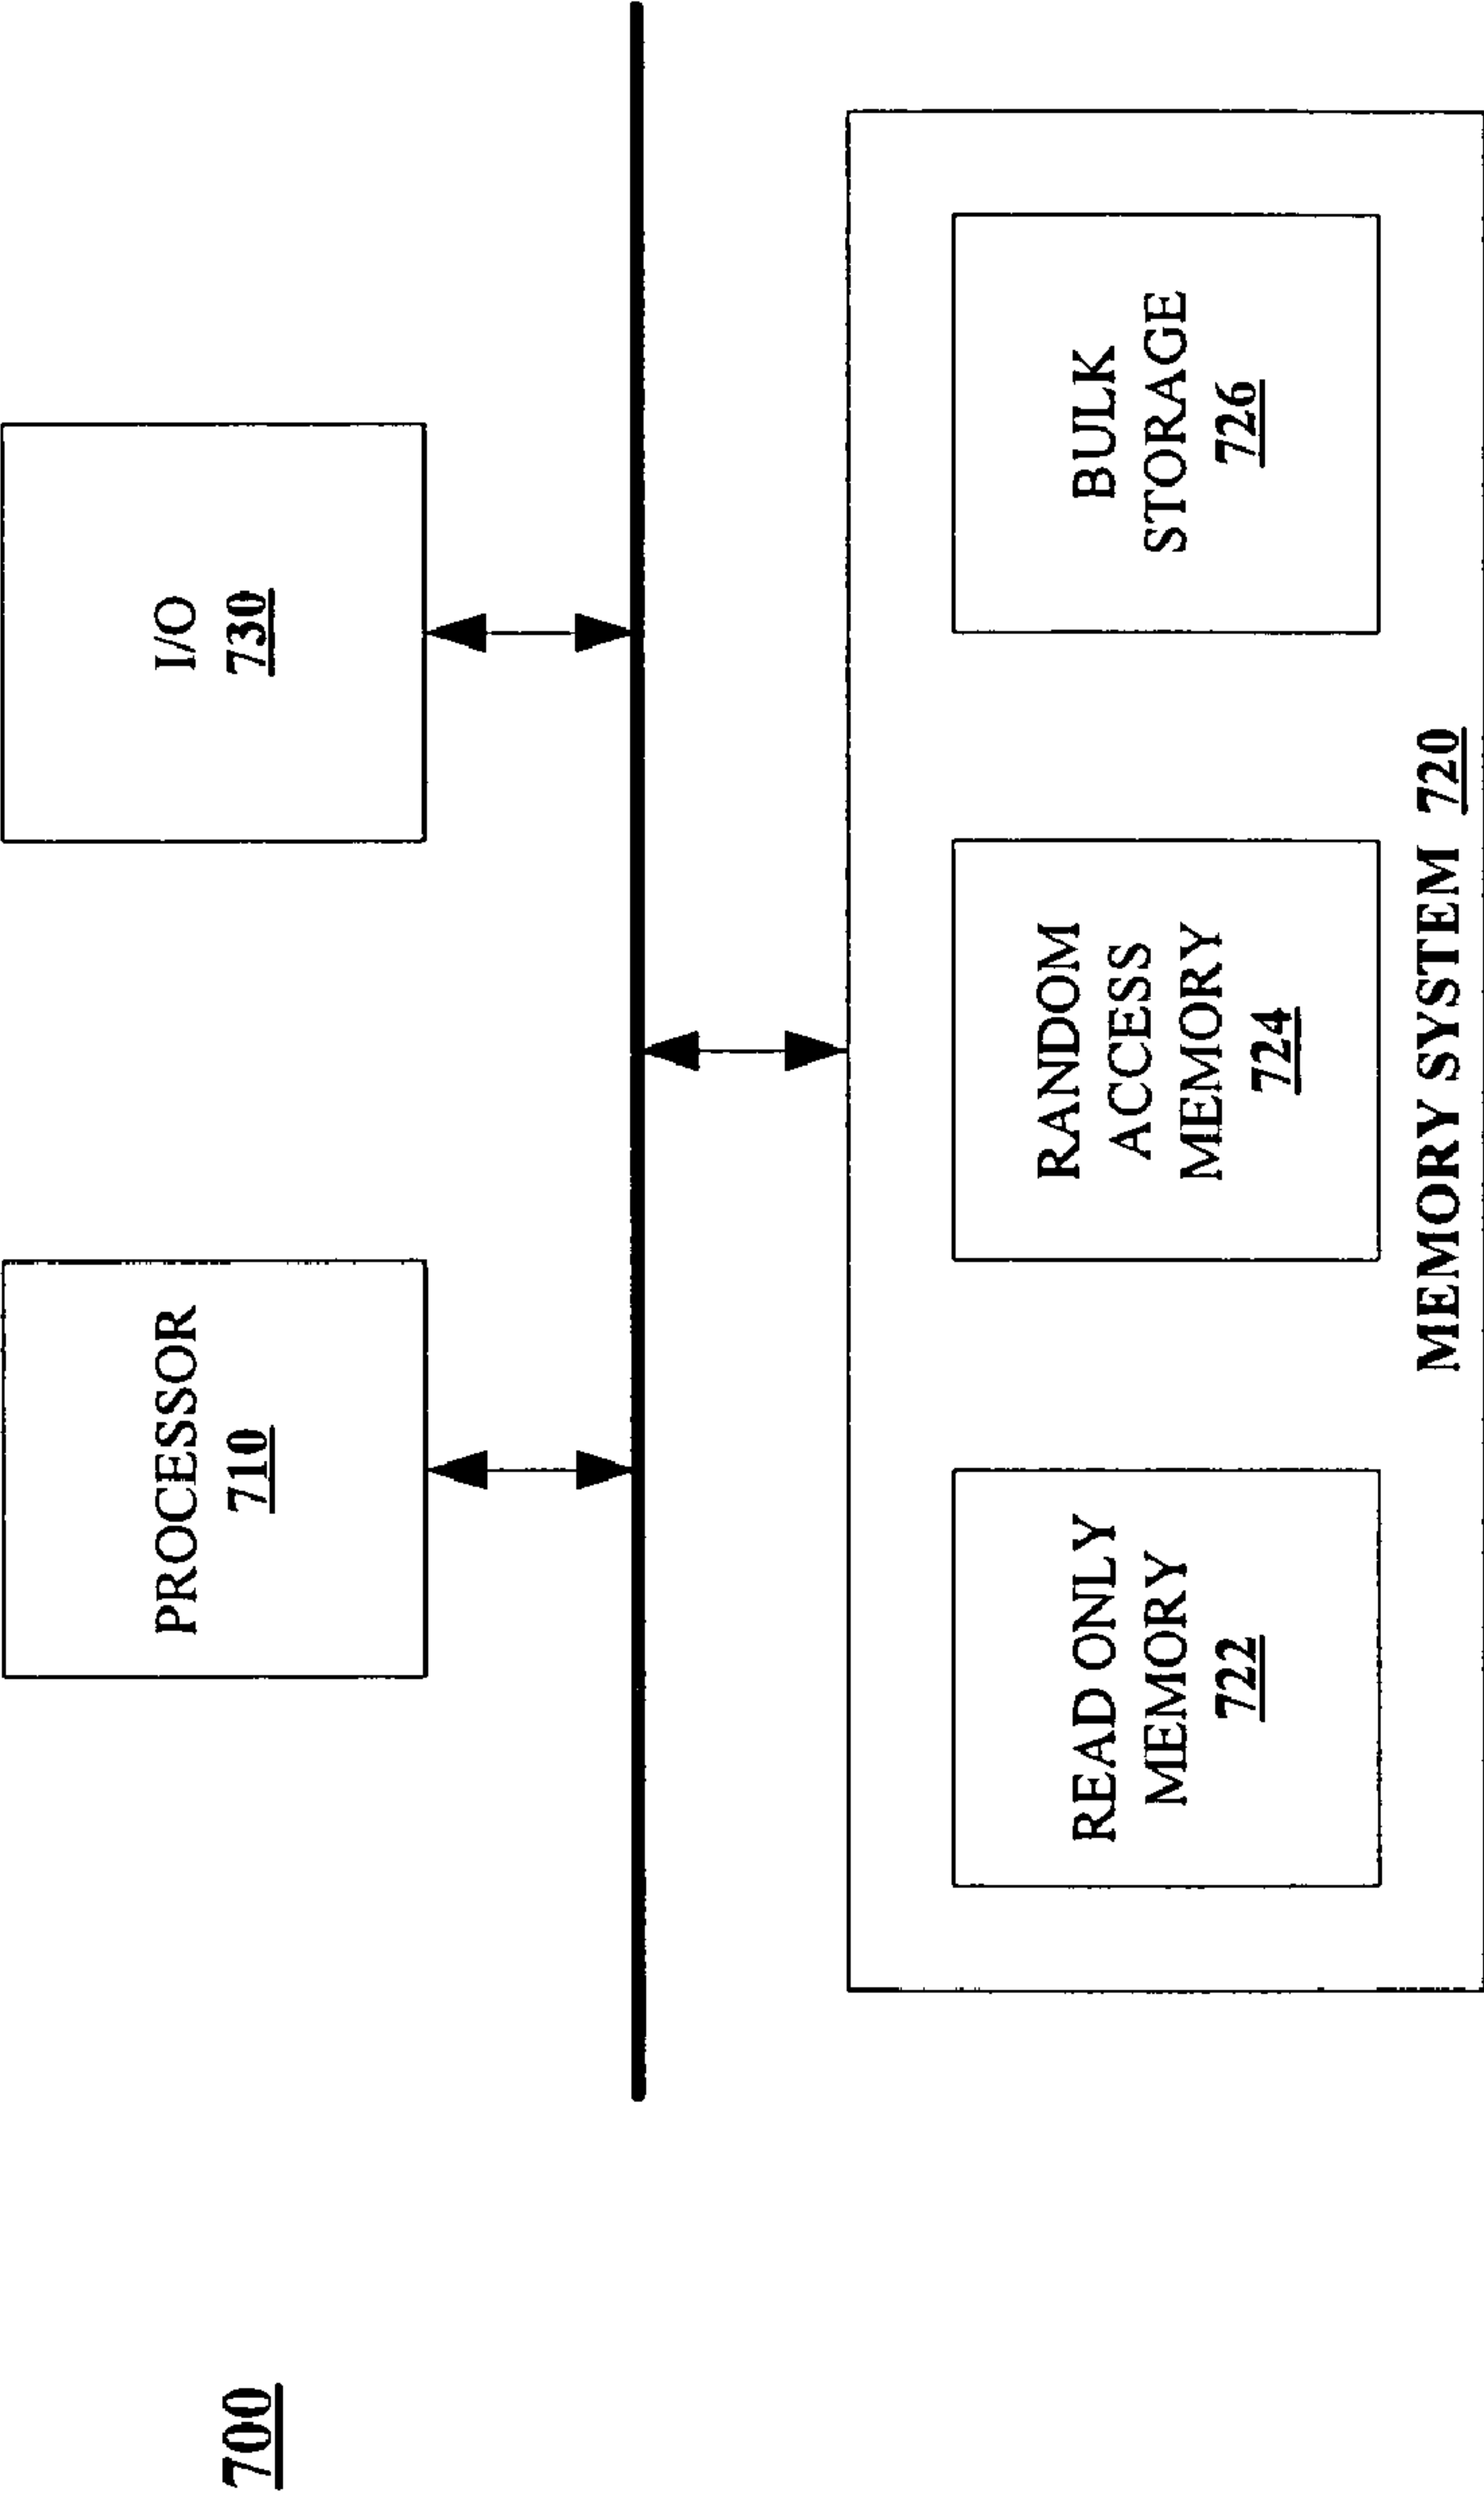 700
PROCESSOR
710
I/O
730
READ ONLY
MEMORY
722
RANDOM
ACCESS
MEMORY
724
BULK
STORAGE
726
MEMORY SYSTEM 720